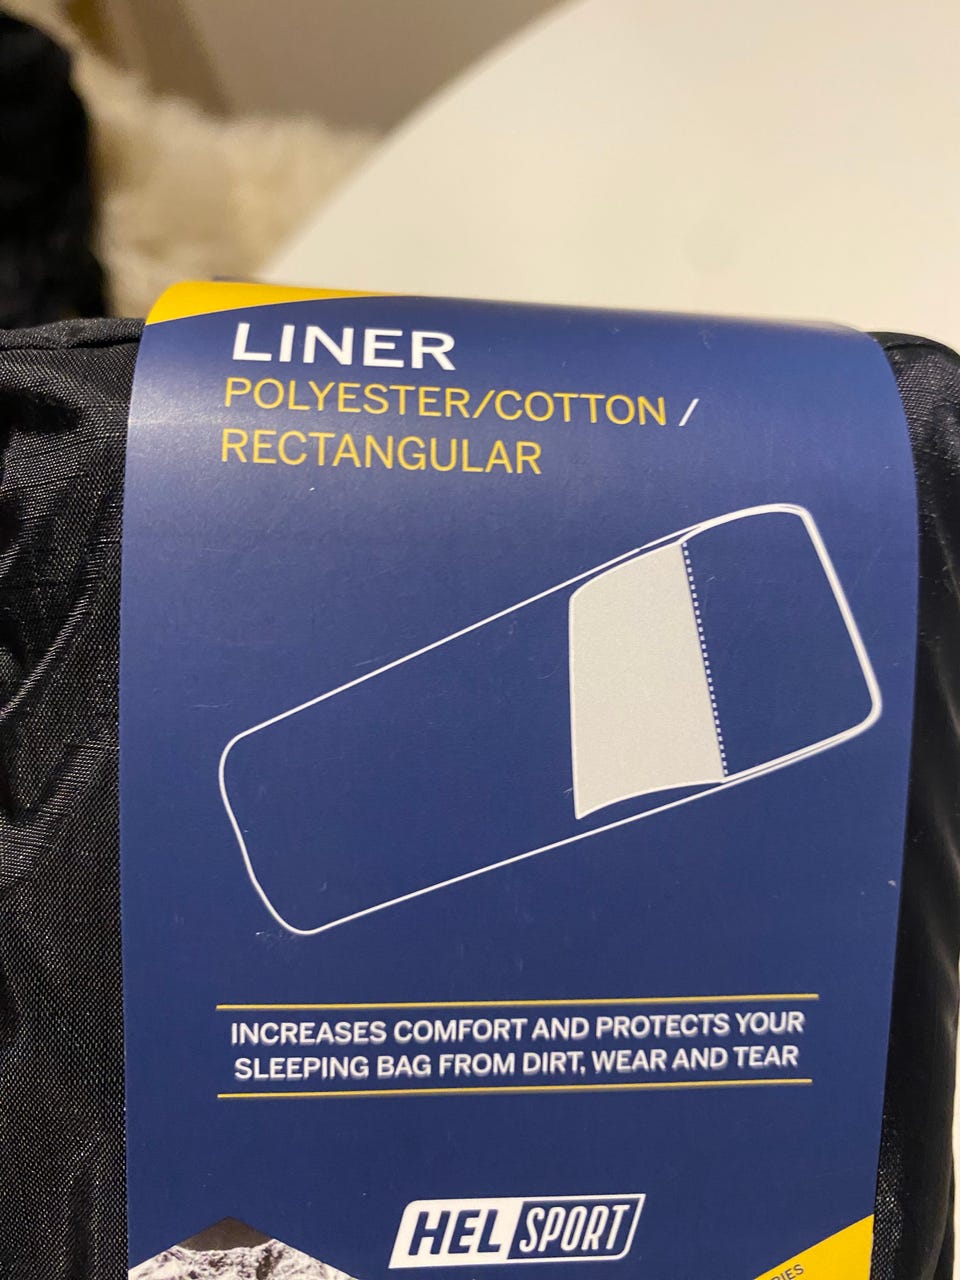 LINER
POLYESTER/COTTON /
RECTANGULAR
INCREASES COMFORT AND PROTECTS YOUR
SLEEPING BAG FROM DIRT, WEAR AND TEAR
HELSPORT